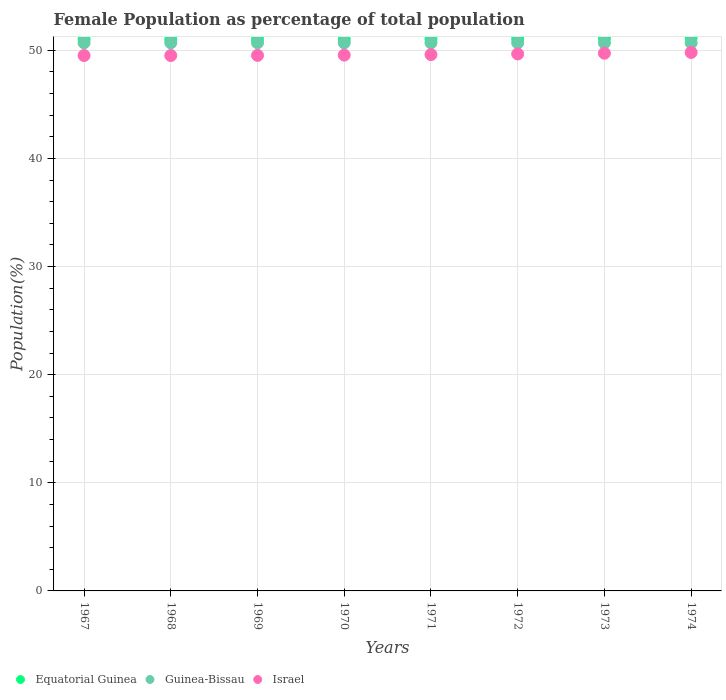 Female Population as percentage of total population
50
40
30
20
10
0
Population(%)
1967
1968
1969
1970
1971
1972
1973
1974
Years
Equatorial Guinea
Guinea-Bissau
Israel